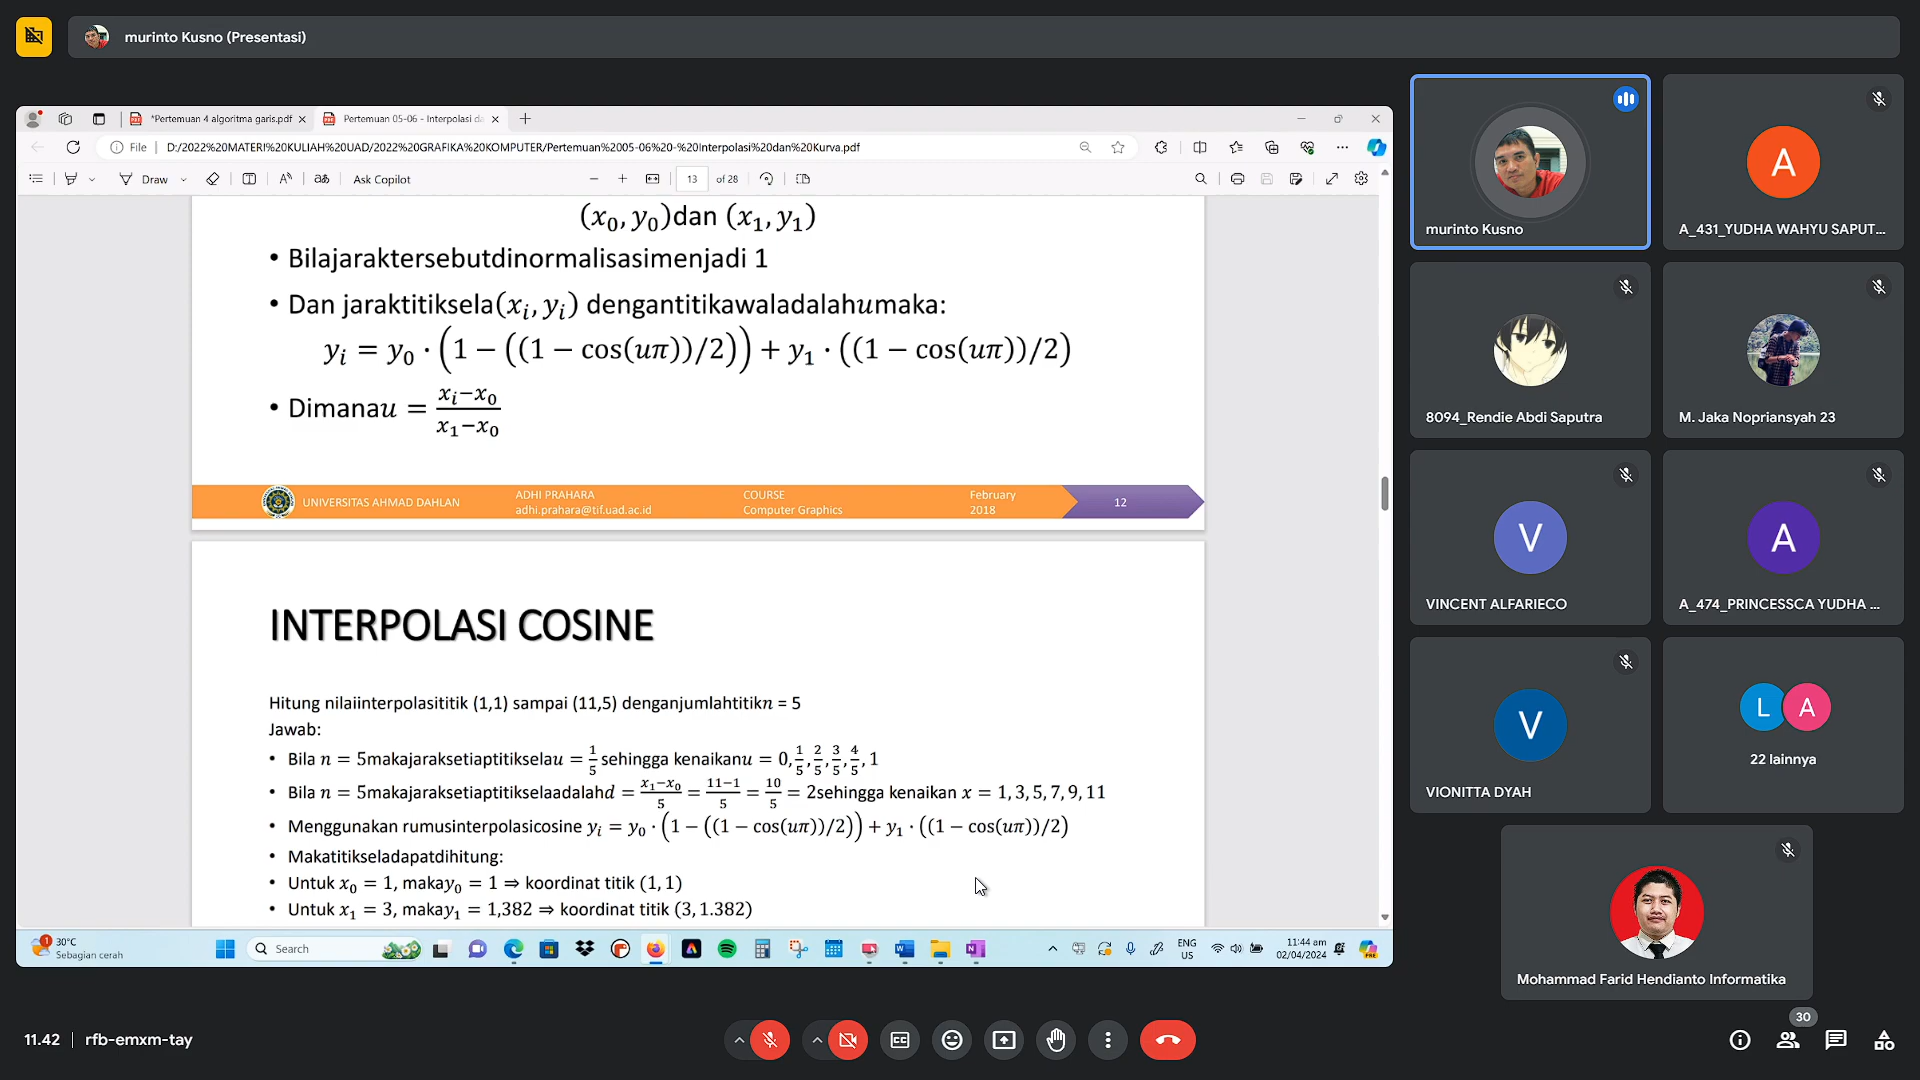 murinto Kusno (Presentasi)
*Pertemuan 4 algoritma garis.pdf
Pertemuan 05-06 - Interpolasi da
File
D:/2022%20MATERI%20KULIAH%20UAD/2022%20GRAFIKA%20KOMPUTER/Pertemuan%2005-06%20-%20Interpolasi%20dan%20Kurva.pdf
Draw
Ask Copilot
13 of 28
(x₀, y₀)dan (x₁, y₁)
• Bilajaraktersebutdinormalisasimenjadi 1
• Dan jaraktitiksela(xᵢ, yᵢ) dengantitikawaladalahumaka:
yᵢ = y₀ · (1 − ((1 − cos(uπ))/2)) + y₁ · ((1 − cos(uπ))/2)
• Dimanau = (xᵢ−x₀)/(x₁−x₀)
UNIVERSITAS AHMAD DAHLAN
ADHI PRAHARA
adhi.prahara@tif.uad.ac.id
COURSE
Computer Graphics
February
2018
12
INTERPOLASI COSINE
Hitung nilaiinterpolasititik (1,1) sampai (11,5) denganjumlahtitikn = 5
Jawab:
• Bila n = 5makajaraksetiaptitikselau = 1/5 sehingga kenaikanu = 0, 1/5, 2/5, 3/5, 4/5, 1
• Bila n = 5makajaraksetiaptitikselaadalahd = (x₁−x₀)/5 = (11−1)/5 = 10/5 = 2sehingga kenaikan x = 1, 3, 5, 7, 9, 11
• Menggunakan rumusinterpolasicosine yᵢ = y₀ · (1 − ((1 − cos(uπ))/2)) + y₁ · ((1 − cos(uπ))/2)
• Makatitikseladapatdihitung:
• Untuk x₀ = 1, makay₀ = 1 ⇒ koordinat titik (1, 1)
• Untuk x₁ = 3, makay₁ = 1,382 ⇒ koordinat titik (3, 1.382)
1
30°C
Sebagian cerah
Search
ENG
US
11:44 am
02/04/2024
PRE
murinto Kusno
A
A_431_YUDHA WAHYU SAPUT...
8094_Rendie Abdi Saputra
M. Jaka Nopriansyah 23
V
VINCENT ALFARIECO
A
A_474_PRINCESSCA YUDHA ...
V
VIONITTA DYAH
L
A
22 lainnya
Mohammad Farid Hendianto Informatika
11.42
rfb-emxm-tay
30